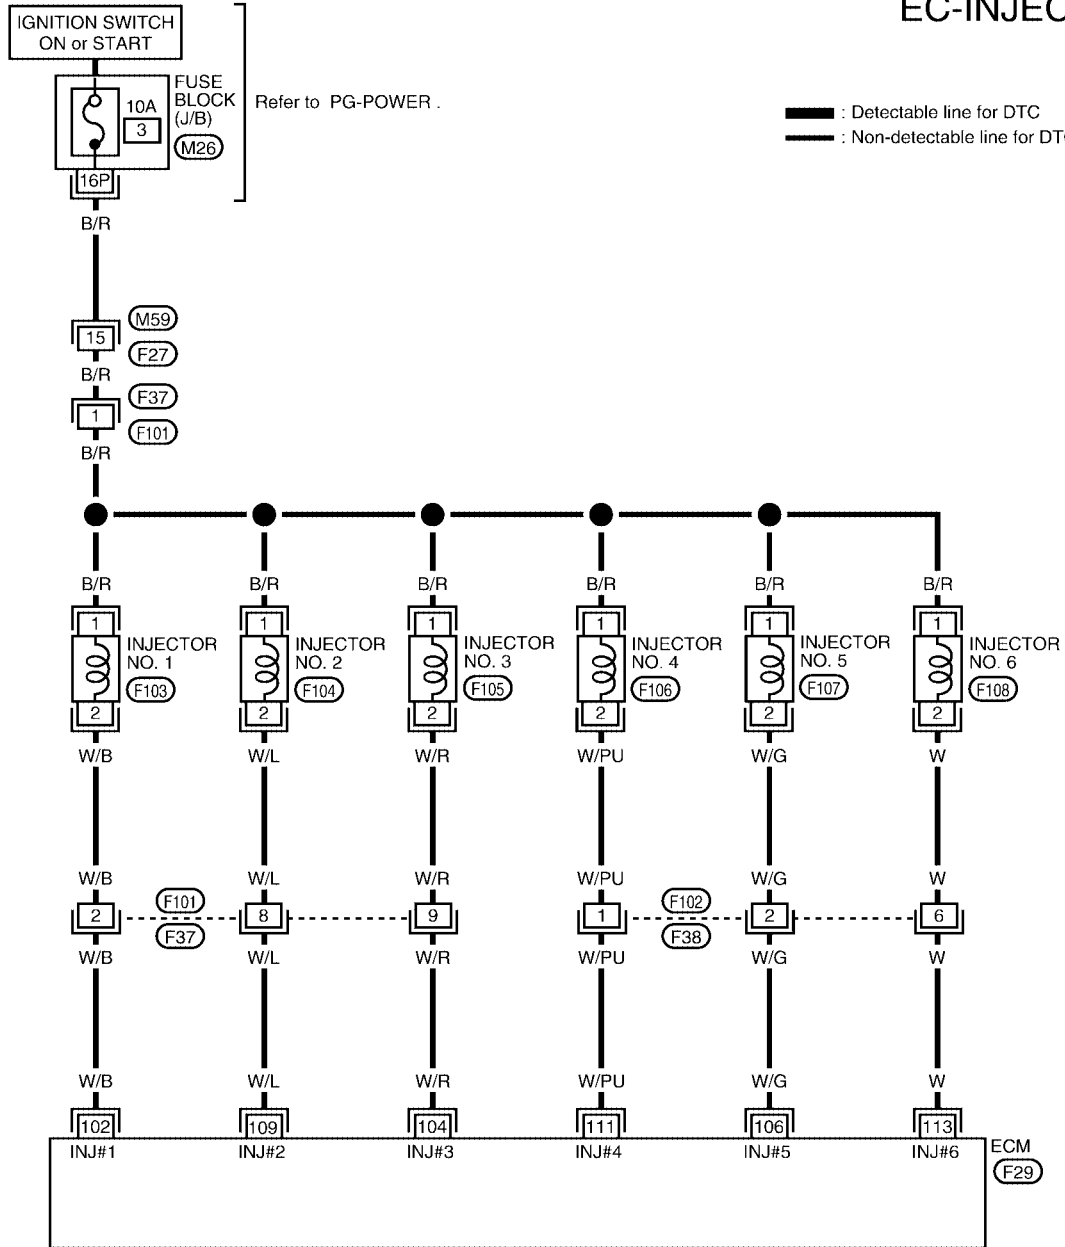 EC-INJEC
IGNITION SWITCH
ON or START
FUSE
BLOCK
(J/B)
10A
3
M26
Refer to PG-POWER .
: Detectable line for DTC
: Non-detectable line for DT
16P
B/R
M59
15
F27
B/R
F37
1
F101
B/R
B/R B/R B/R B/R B/R B/R
1 1 1 1 1 1
INJECTOR NO. 1
F103
INJECTOR NO. 2
F104
INJECTOR NO. 3
F105
INJECTOR NO. 4
F106
INJECTOR NO. 5
F107
INJECTOR NO. 6
F108
2 2 2 2 2 2
W/B W/L W/R W/PU W/G W
W/B W/L W/R W/PU W/G W
F101 F102
2 8 9 1 2 6
F37 F38
W/B W/L W/R W/PU W/G W
W/B W/L W/R W/PU W/G W
102 109 104 111 106 113
INJ#1 INJ#2 INJ#3 INJ#4 INJ#5 INJ#6
ECM
F29